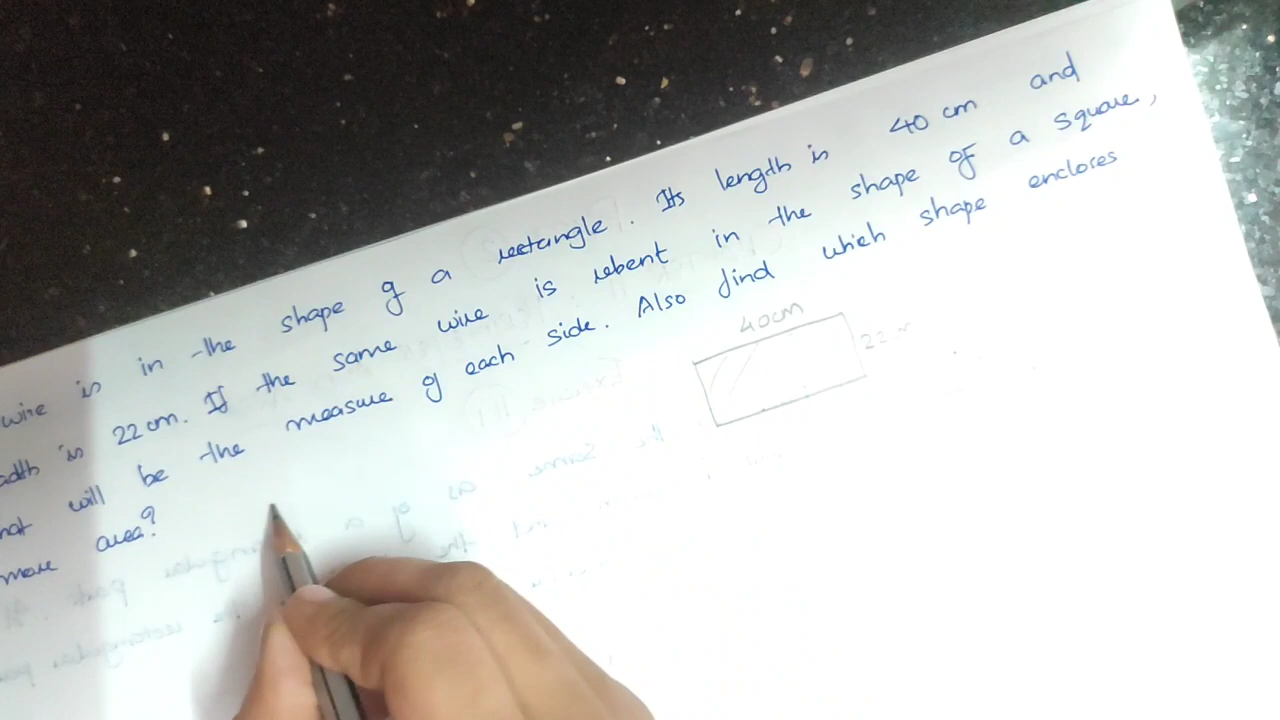 wire is in the shape of a rectangle. Its length is 40 cm and
adth is 22 cm. If the same wire is rebent in the shape of a square,
hat will be the measure of each side. Also find which shape encloses
more area?
40cm
22